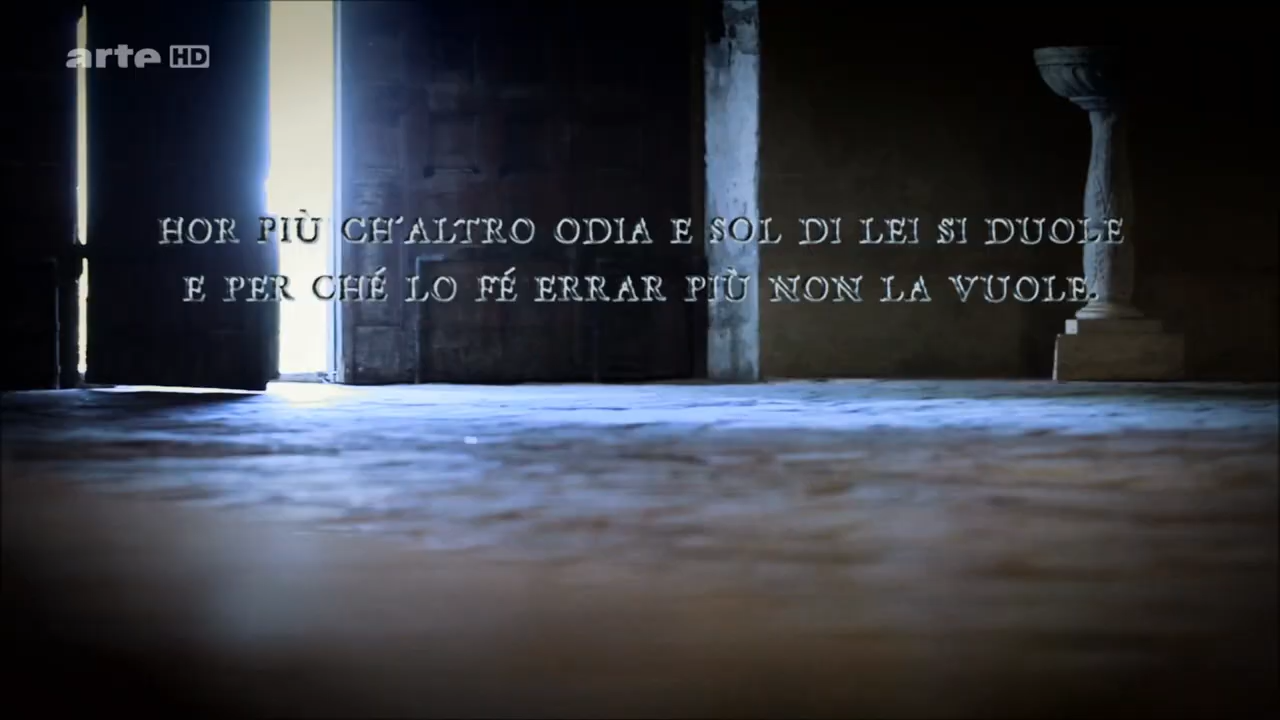 arte HD
HOR PIÙ CH'ALTRO ODIA E SOL DI LEI SI DUOLE
E PER CHÉ LO FÉ ERRAR PIÙ NON LA VUOLE.